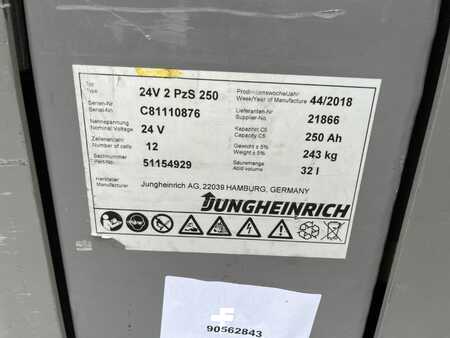 Typ
Type
24V 2 PzS 250
Produktionswoche/Jahr
Week/Year of Manufacture
44/2018
Serien-Nr
Serial-Nr
C81110876
Lieferanten-Nr
Supplier-No.
21866
Nennspannung
Nominal Voltage
24 V
Kapazität C5
Capacity C5
250 Ah
Zellenanzahl
Number of cells
12
Gewicht ± 5%
Weight ± 5%
243 kg
Sachnummer
Part-No.
51154929
Säuremenge
Acid volume
32 l
Hersteller
Manufacturer
Jungheinrich AG, 22039 HAMBURG, GERMANY
JUNGHEINRICH
90562843